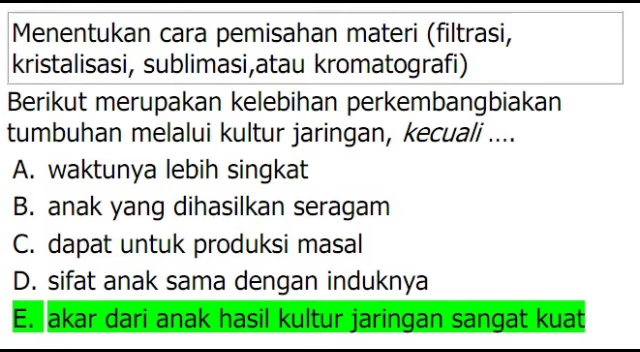 Menentukan cara pemisahan materi (filtrasi,
kristalisasi, sublimasi,atau kromatografi)
Berikut merupakan kelebihan perkembangbiakan
tumbuhan melalui kultur jaringan, kecuali ....
A. waktunya lebih singkat
B. anak yang dihasilkan seragam
C. dapat untuk produksi masal
D. sifat anak sama dengan induknya
E. akar dari anak hasil kultur jaringan sangat kuat